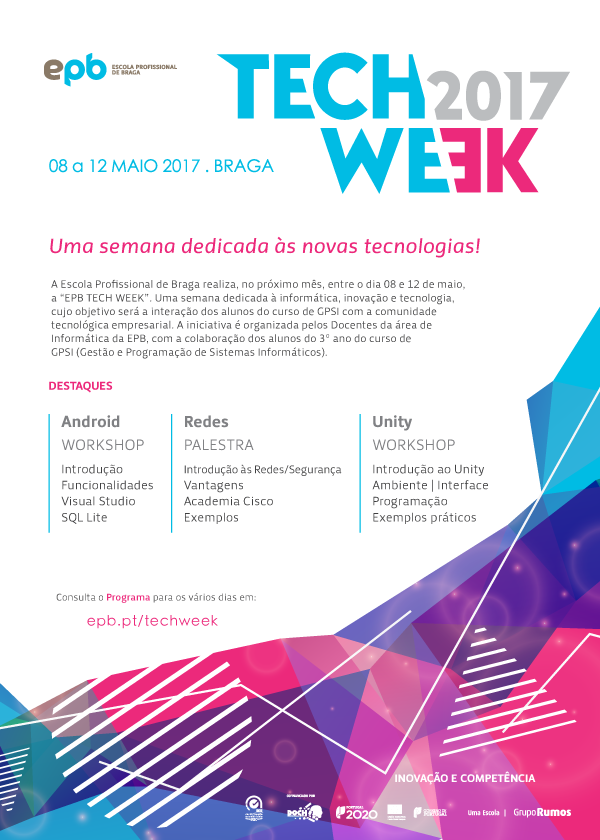 epb ESCOLA PROFISSIONAL
DE BRAGA
TECH 2017
WEEK
08 a 12 MAIO 2017 . BRAGA
Uma semana dedicada às novas tecnologias!
A Escola Profissional de Braga realiza, no próximo mês, entre o dia 08 e 12 de maio,
a “EPB TECH WEEK”. Uma semana dedicada à informática, inovação e tecnologia,
cujo objetivo será a interação dos alunos do curso de GPSI com a comunidade
tecnológica empresarial. A iniciativa é organizada pelos Docentes da área de
Informática da EPB, com a colaboração dos alunos do 3º ano do curso de
GPSI (Gestão e Programação de Sistemas Informáticos).
DESTAQUES
Android
WORKSHOP
Introdução
Funcionalidades
Visual Studio
SQL Lite
Redes
PALESTRA
Introdução às Redes/Segurança
Vantagens
Academia Cisco
Exemplos
Unity
WORKSHOP
Introdução ao Unity
Ambiente | Interface
Programação
Exemplos práticos
Consulta o Programa para os vários dias em:
epb.pt/techweek
INOVAÇÃO E COMPETÊNCIA
COFINANCIADO POR
POCH
PORTUGAL
2020
Uma Escola | GrupoRumos